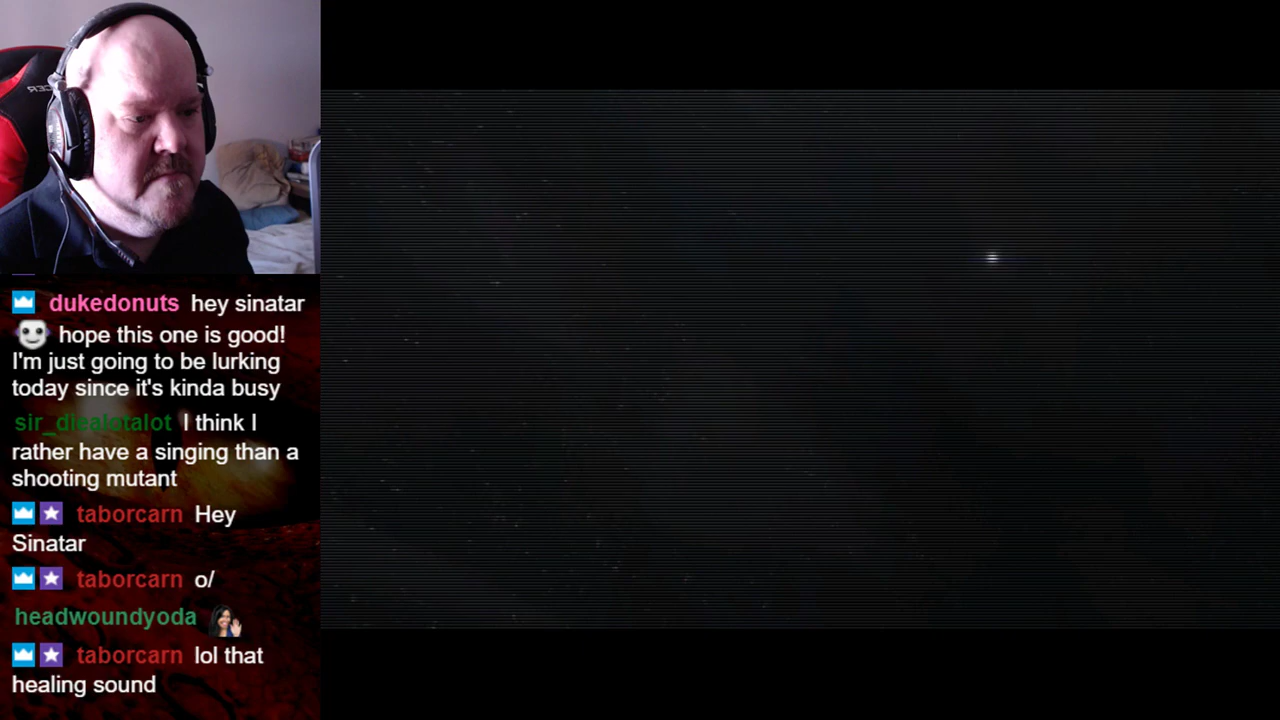 dukedonuts hey sinatar
hope this one is good!
I'm just going to be lurking
today since it's kinda busy
sir_diealotalot I think I
rather have a singing than a
shooting mutant
taborcarn Hey
Sinatar
taborcarn o/
headwoundyoda
taborcarn lol that
healing sound